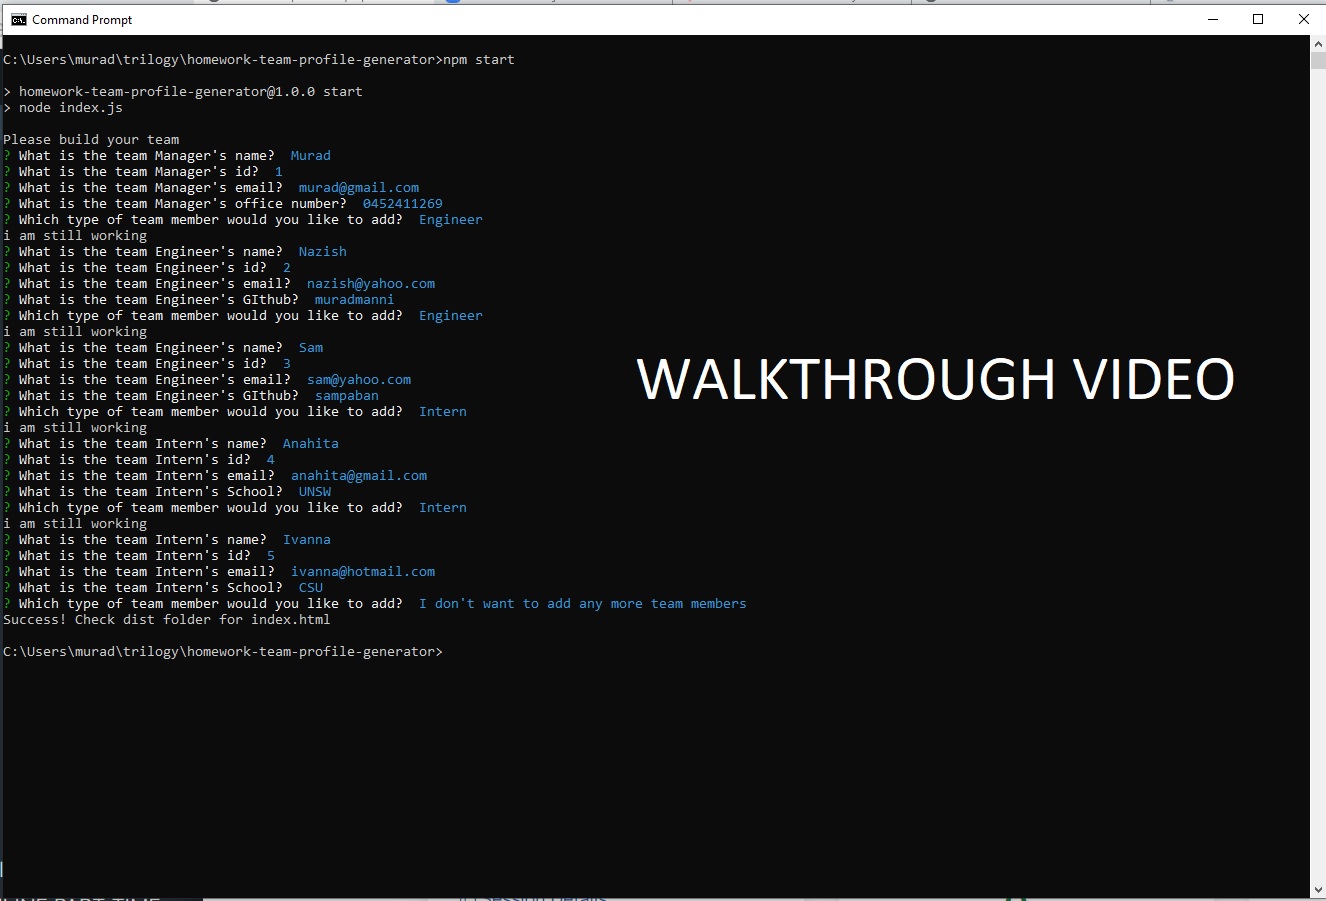 Command Prompt
C:\Users\murad\trilogy\homework-team-profile-generator>npm start
> homework-team-profile-generator@1.0.0 start
> node index.js
Please build your team
? What is the team Manager's name?  Murad
? What is the team Manager's id?  1
? What is the team Manager's email?  murad@gmail.com
? What is the team Manager's office number?  0452411269
? Which type of team member would you like to add?  Engineer
i am still working
? What is the team Engineer's name?  Nazish
? What is the team Engineer's id?  2
? What is the team Engineer's email?  nazish@yahoo.com
? What is the team Engineer's GIthub?  muradmanni
? Which type of team member would you like to add?  Engineer
i am still working
? What is the team Engineer's name?  Sam
? What is the team Engineer's id?  3
? What is the team Engineer's email?  sam@yahoo.com
? What is the team Engineer's GIthub?  sampaban
? Which type of team member would you like to add?  Intern
i am still working
? What is the team Intern's name?  Anahita
? What is the team Intern's id?  4
? What is the team Intern's email?  anahita@gmail.com
? What is the team Intern's School?  UNSW
? Which type of team member would you like to add?  Intern
i am still working
? What is the team Intern's name?  Ivanna
? What is the team Intern's id?  5
? What is the team Intern's email?  ivanna@hotmail.com
? What is the team Intern's School?  CSU
? Which type of team member would you like to add?  I don't want to add any more team members
Success! Check dist folder for index.html
C:\Users\murad\trilogy\homework-team-profile-generator>
WALKTHROUGH VIDEO